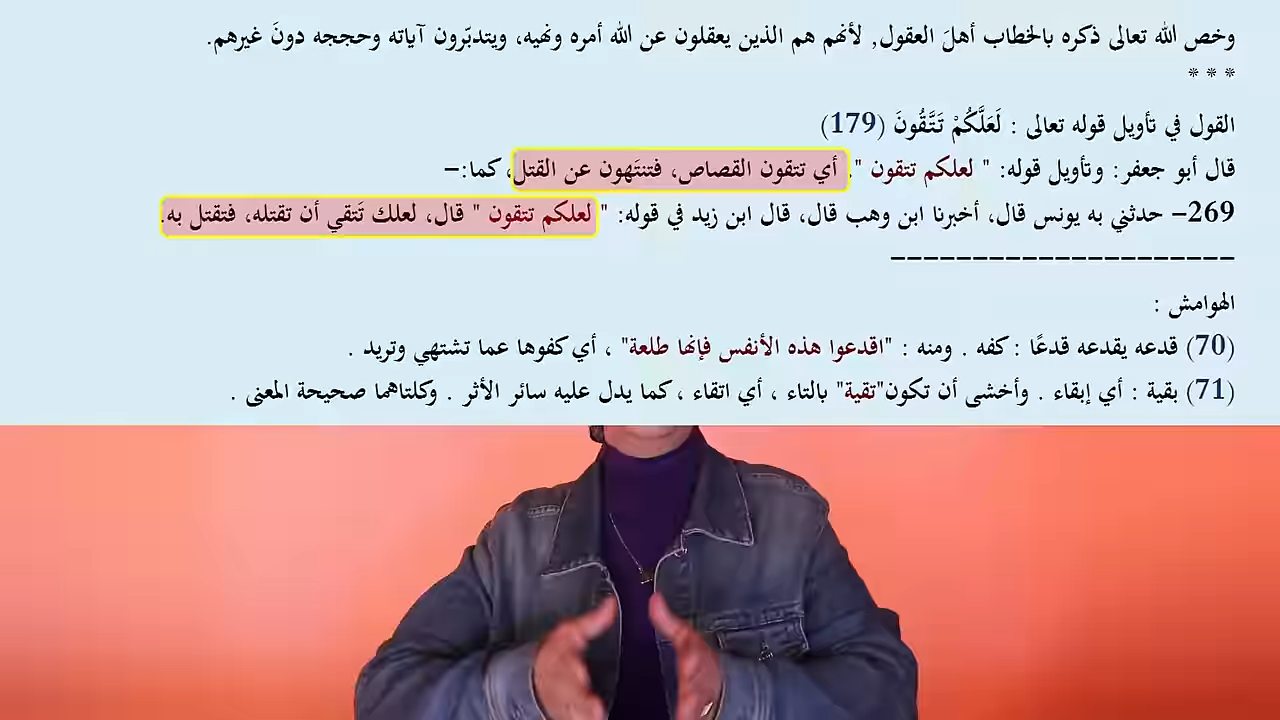 وخص الله تعالى ذكره بالخطاب أهلَ العقول, لأنهم هم الذين يعقلون عن الله أمره ونهيه، ويتدبّرون آياته وحججه دونَ غيرهم.
* * *
القول في تأويل قوله تعالى : لَعَلَّكُمْ تَتَّقُونَ (179)
قال أبو جعفر: وتأويل قوله: " لعلكم تتقون "، أي تتقون القصاص، فتنتَهون عن القتل، كما:-
269- حدثني به يونس قال، أخبرنا ابن وهب قال، قال ابن زيد في قوله: " لعلكم تتقون " قال، لعلك تَتقي أن تقتله، فتقتل به.
---------------------
الهوامش :
(70) قدعه يقدعه قدعًا : كفه . ومنه : "اقدعوا هذه الأنفس فإنها طلعة" ، أي كفوها عما تشتهي وتريد .
(71) بقية : أي إبقاء . وأخشى أن تكون"تقية" بالتاء ، أي اتقاء ، كما يدل عليه سائر الأثر . وكلتاهما صحيحة المعنى .